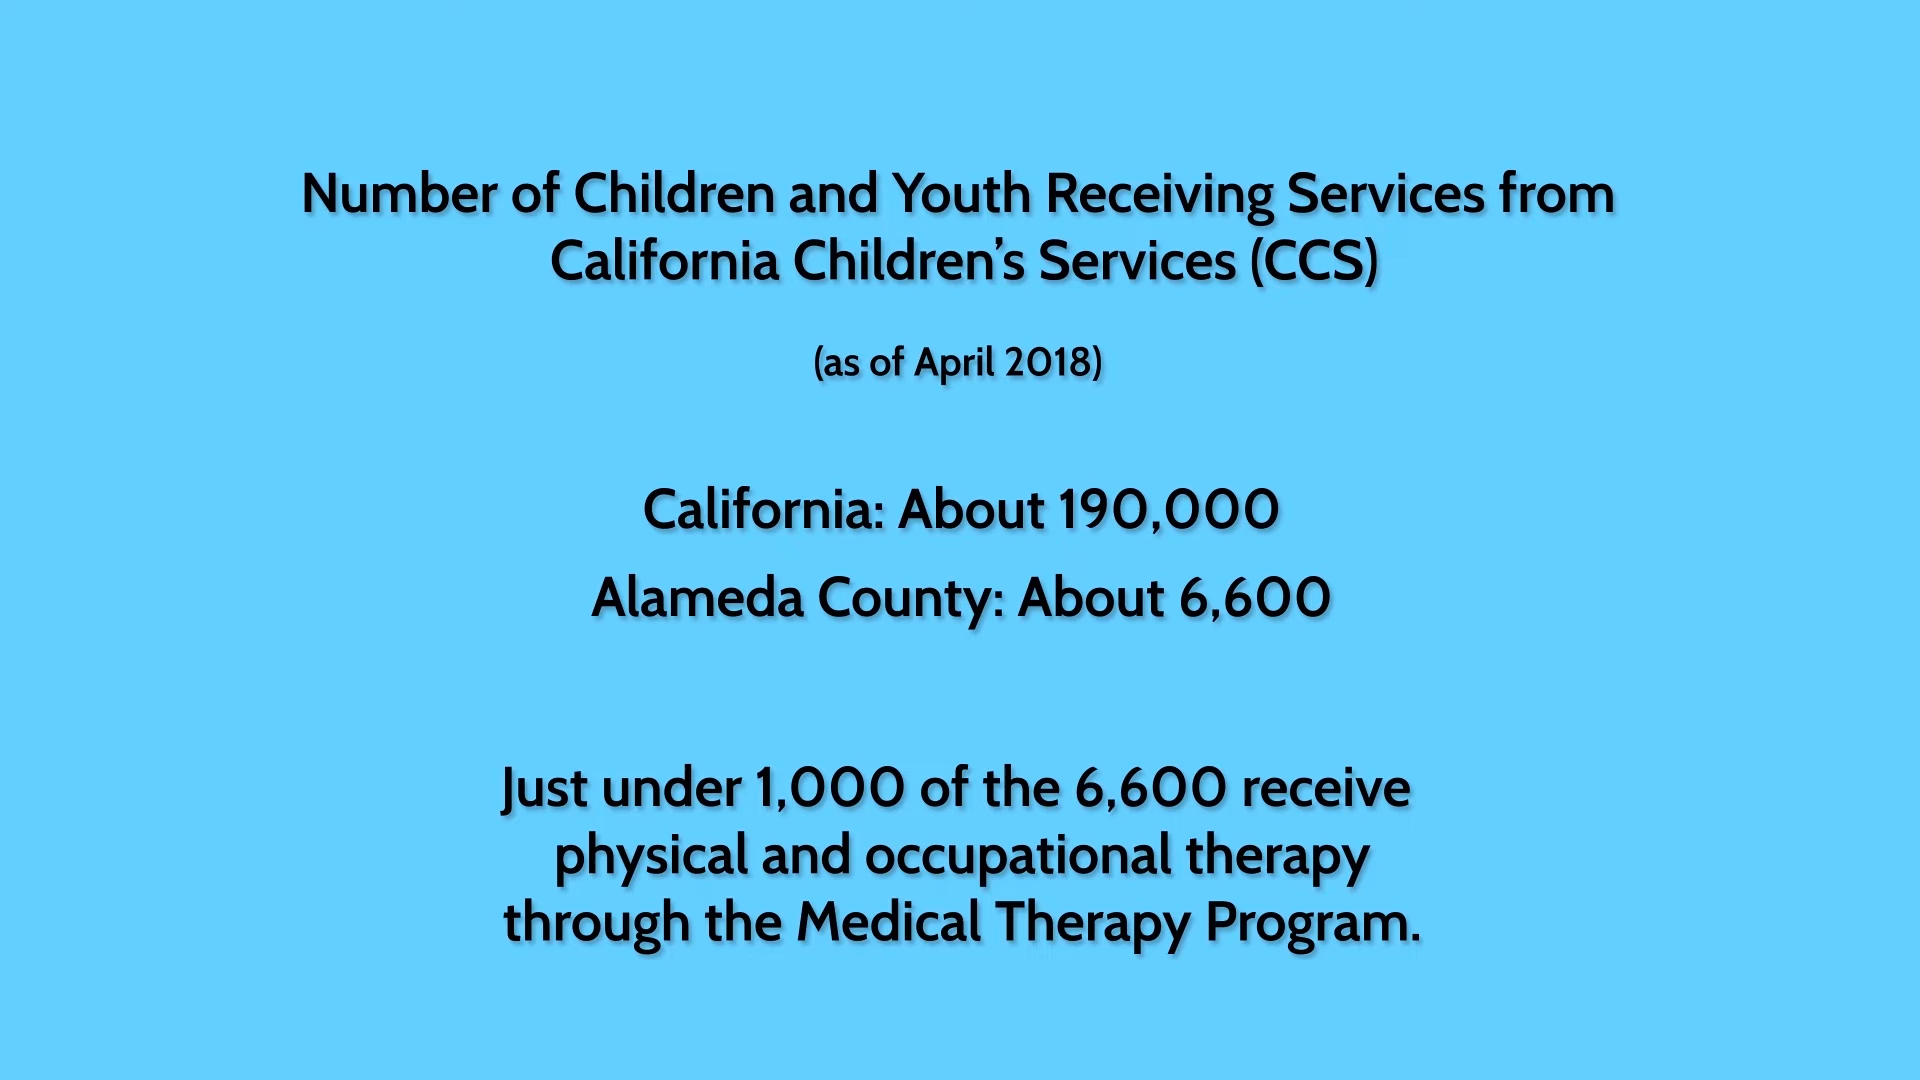 Number of Children and Youth Receiving Services from
California Children’s Services (CCS)
(as of April 2018)
California: About 190,000
Alameda County: About 6,600
Just under 1,000 of the 6,600 receive
physical and occupational therapy
through the Medical Therapy Program.